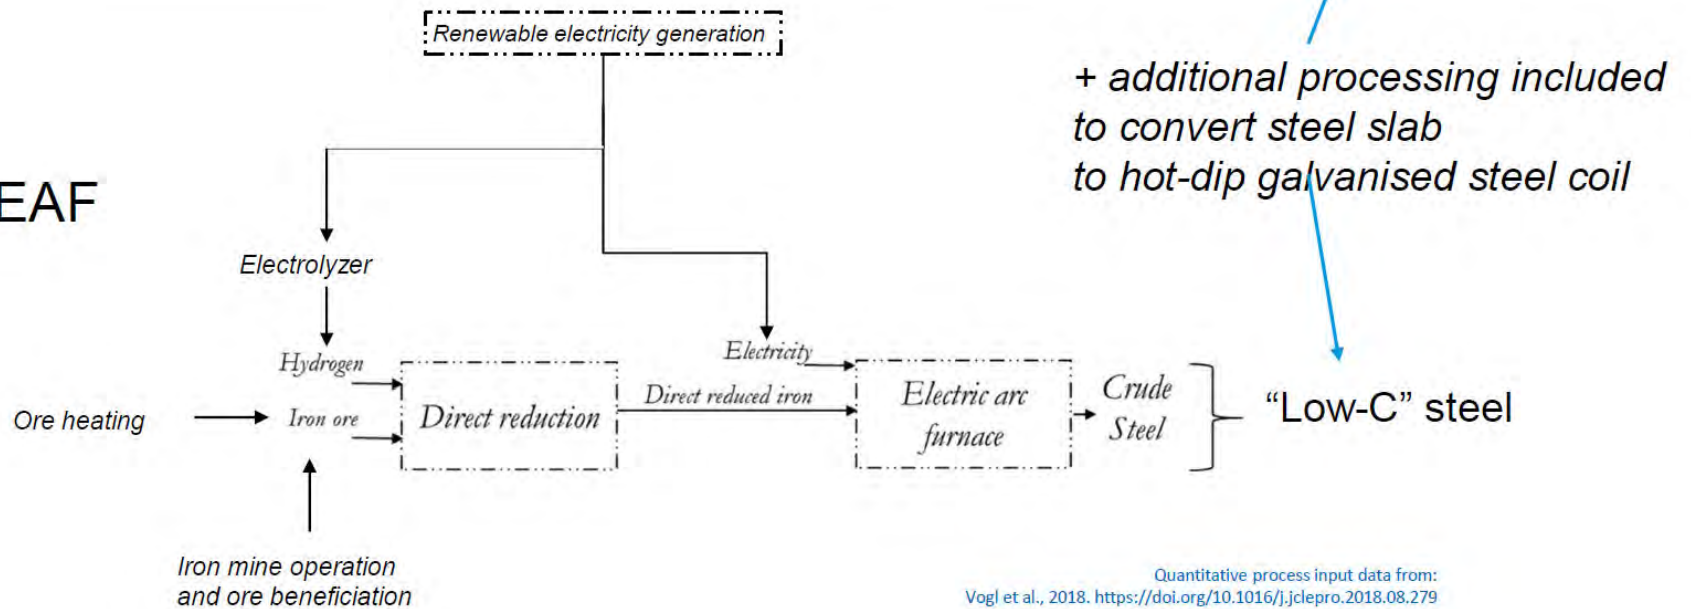 Renewable electricity generation
+ additional processing included
to convert steel slab
to hot-dip galvanised steel coil
EAF
Electrolyzer
Hydrogen
Electricity
Ore heating
Iron ore
Direct reduction
Direct reduced iron
Electric arc
furnace
Crude
Steel
“Low-C” steel
Iron mine operation
and ore beneficiation
Quantitative process input data from:
Vogl et al., 2018. https://doi.org/10.1016/j.jclepro.2018.08.279